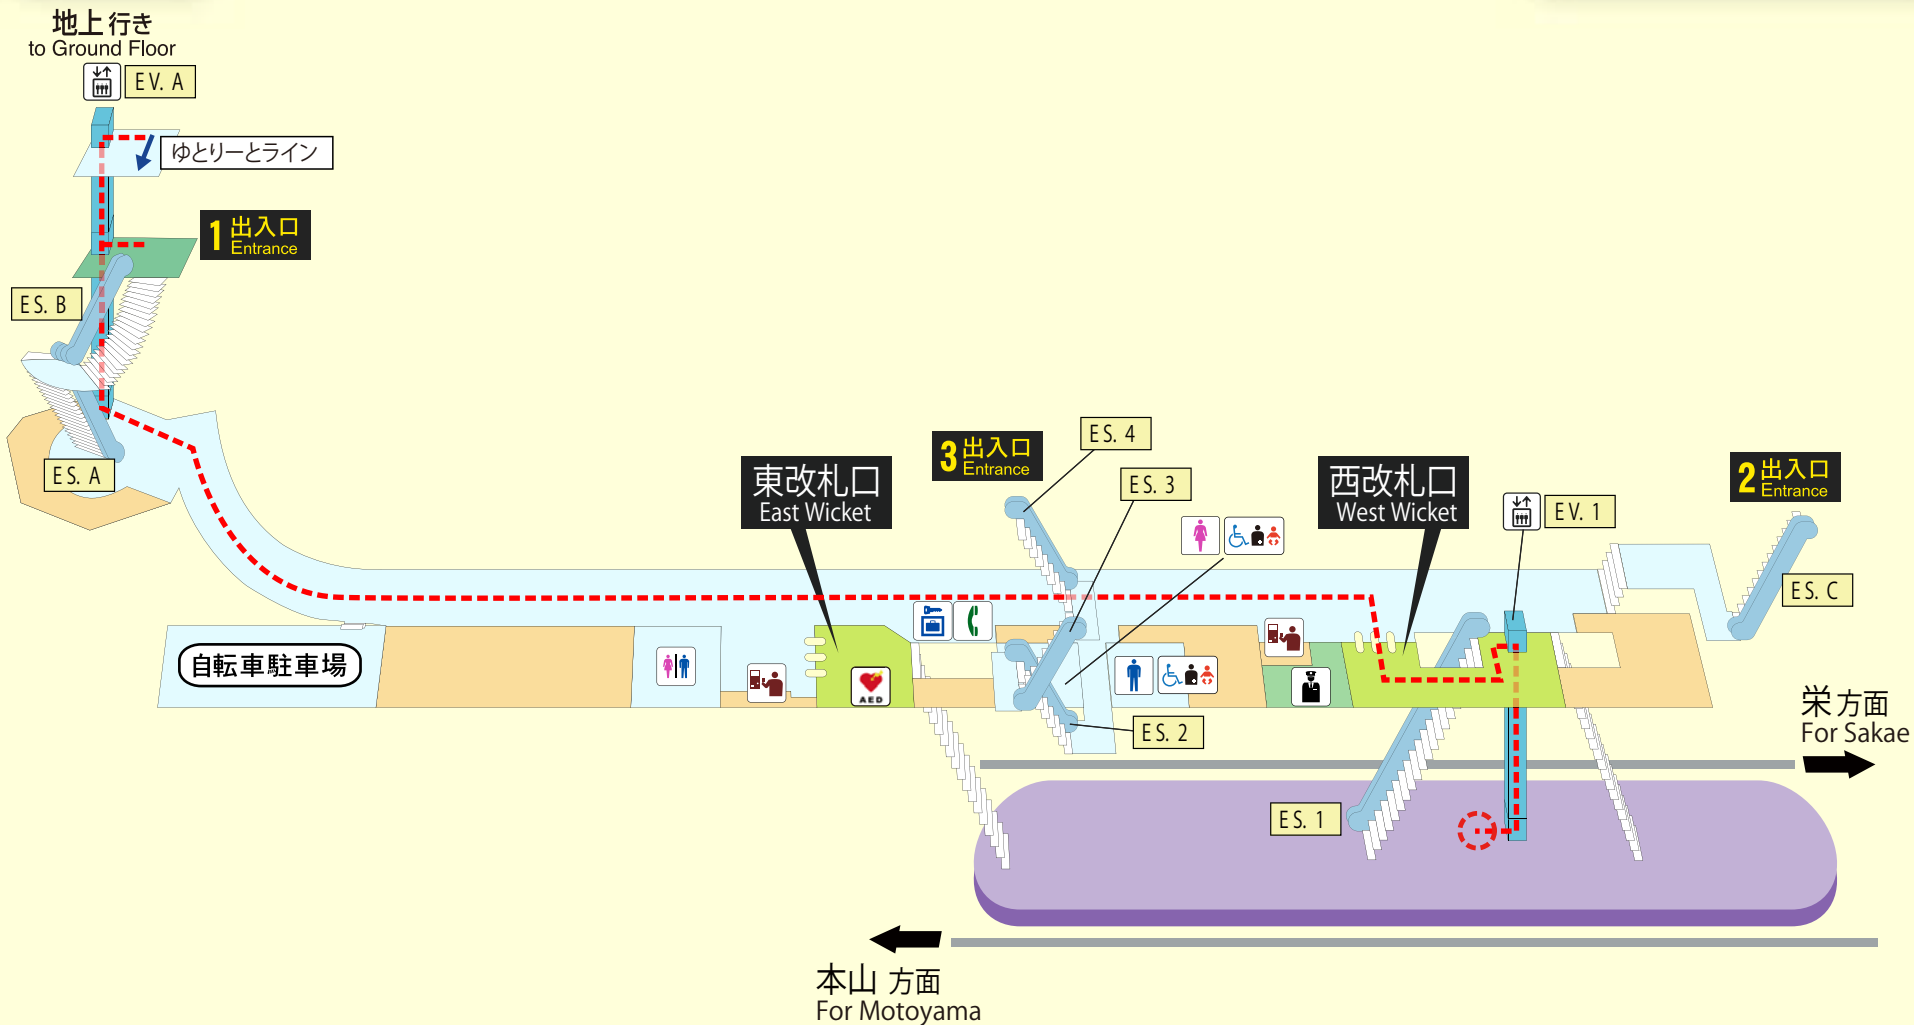 地上行き
to Ground Floor
EV. A
ゆとりーとライン
1 出入口
Entrance
ES. B
ES. A
3 出入口
Entrance
ES. 4
ES. 3
東改札口
East Wicket
西改札口
West Wicket
EV. 1
2 出入口
Entrance
ES. C
自転車駐車場
AED
ES. 2
ES. 1
栄 方面
For Sakae
本山 方面
For Motoyama